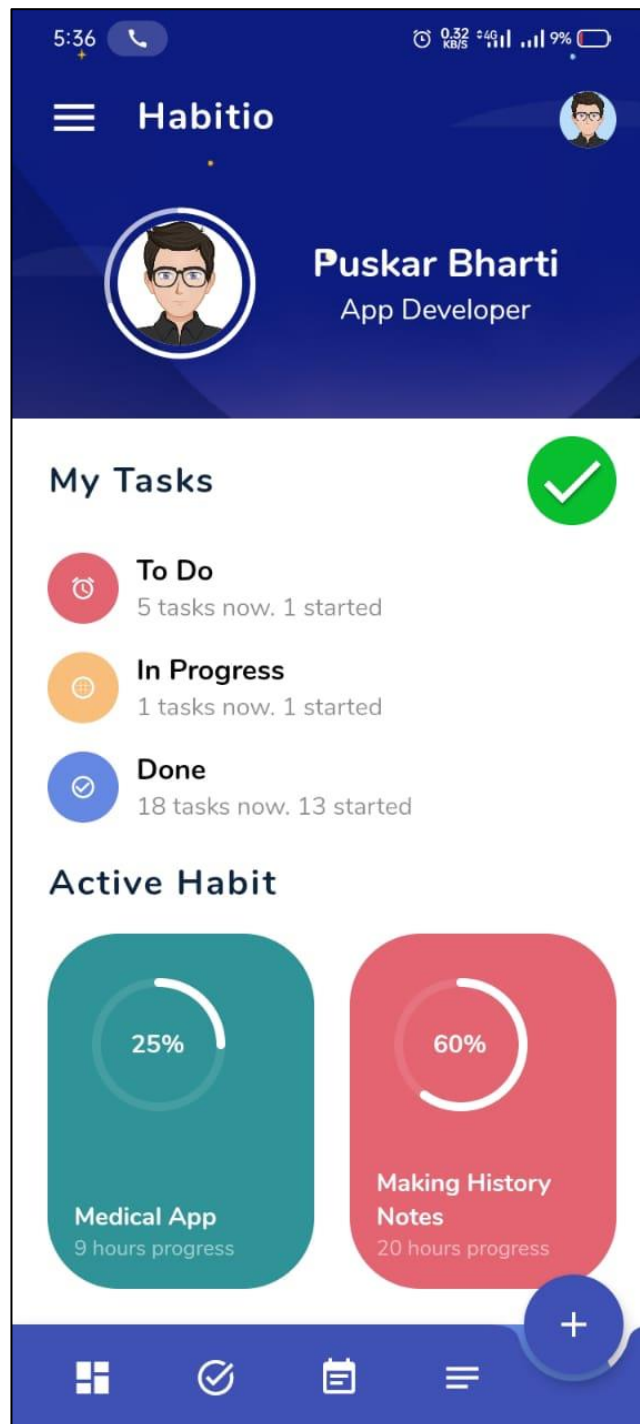 5:36
0.32 KB/S 4G 9%
Habitio
Puskar Bharti
App Developer
My Tasks
To Do
5 tasks now. 1 started
In Progress
1 tasks now. 1 started
Done
18 tasks now. 13 started
Active Habit
25%
60%
Medical App
9 hours progress
Making History
Notes
20 hours progress